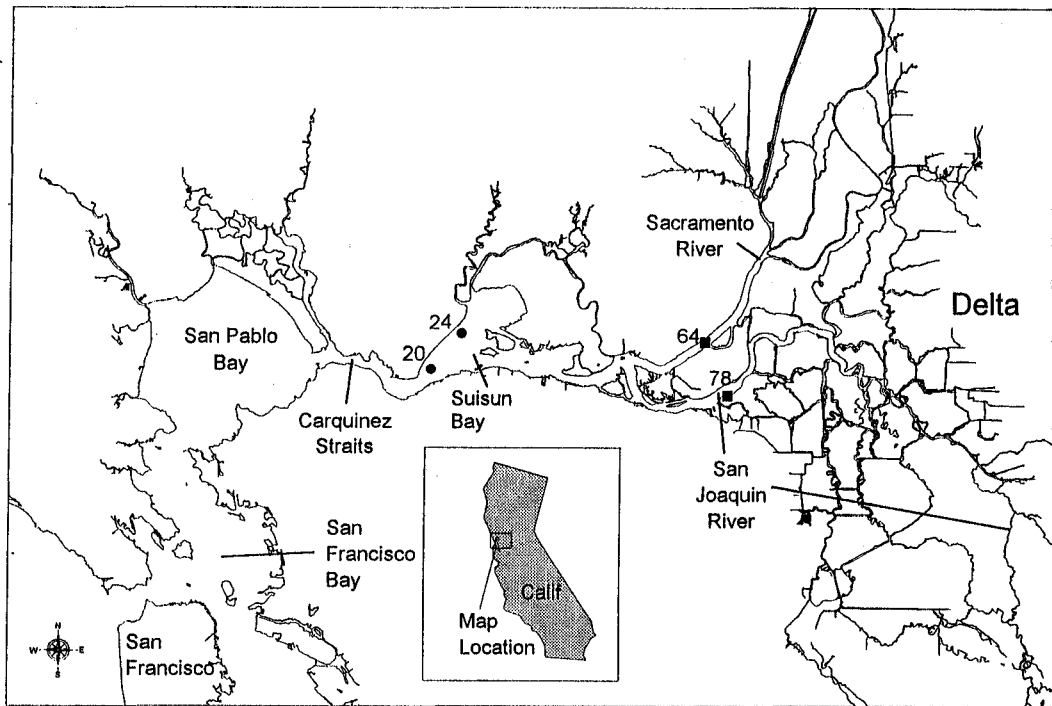 Sacramento
River
Delta
San Pablo
Bay
24
20
64
78
Suisun
Bay
Carquinez
Straits
San
Joaquin
River
San
Francisco
Bay
Calif
Map
Location
San
Francisco
N
W
E
S